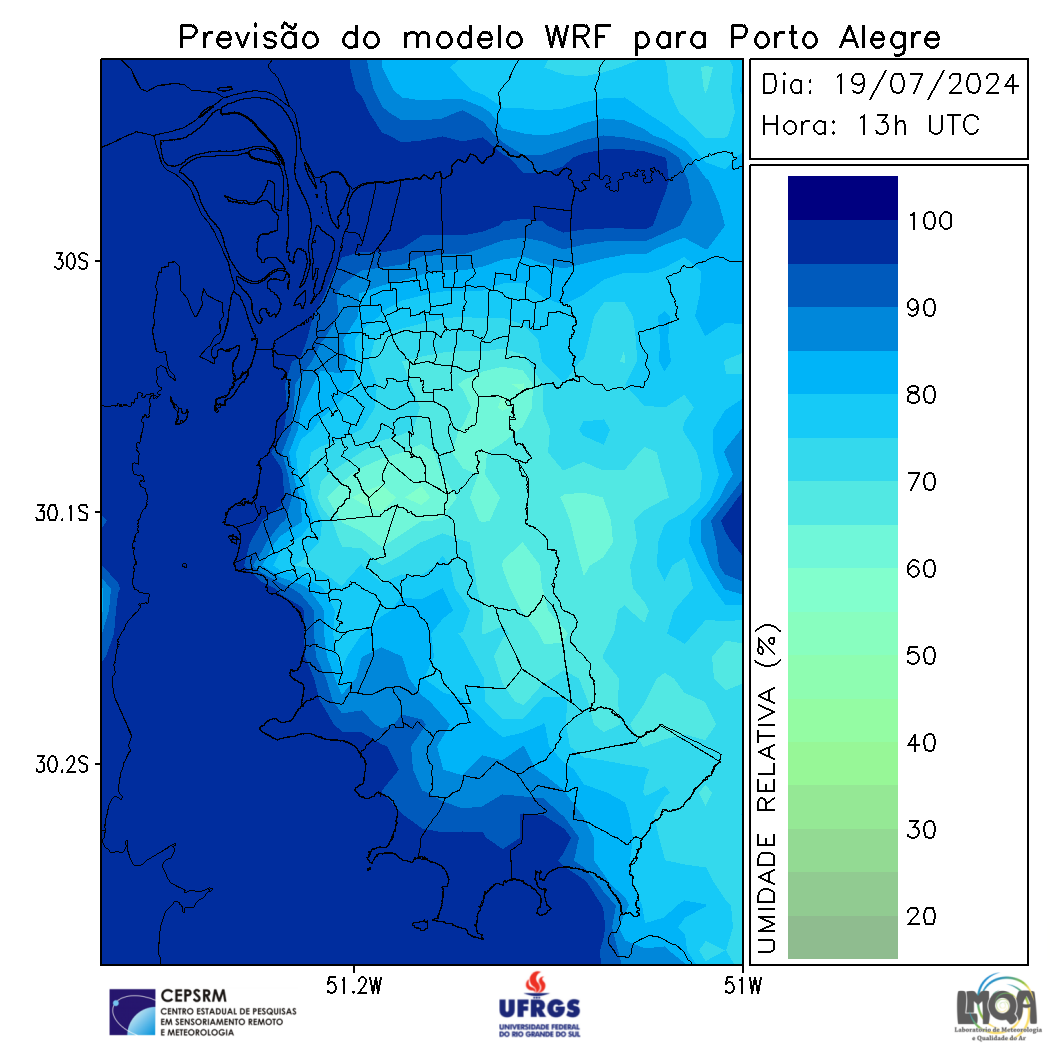 Previsão do modelo WRF para Porto Alegre
Dia: 19/07/2024
Hora: 13h UTC
30S
30.1S
30.2S
51.2W
51W
UMIDADE RELATIVA (%)
100
90
80
70
60
50
40
30
20
CEPSRM
CENTRO ESTADUAL DE PESQUISAS
EM SENSORIAMENTO REMOTO
E METEOROLOGIA
UFRGS
UNIVERSIDADE FEDERAL
DO RIO GRANDE DO SUL
LMQA
Laboratório de Meteorologia
e Qualidade do Ar